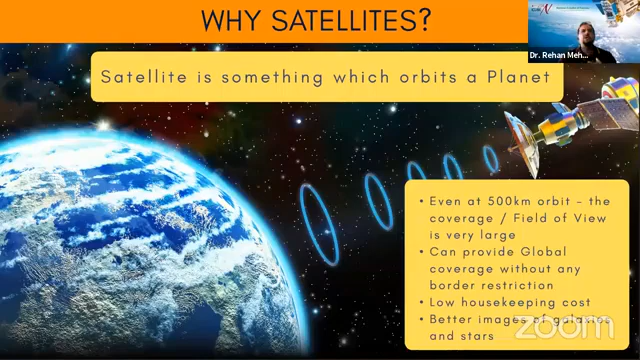 WHY SATELLITES?
Dr. Rehan Meh...
Satellite is something which orbits a Planet
• Even at 500km orbit - the
coverage / Field of View
is very large
• Can provide Global
coverage without any
border restriction
• Low housekeeping cost
• Better images of galaxies
and stars
zoom